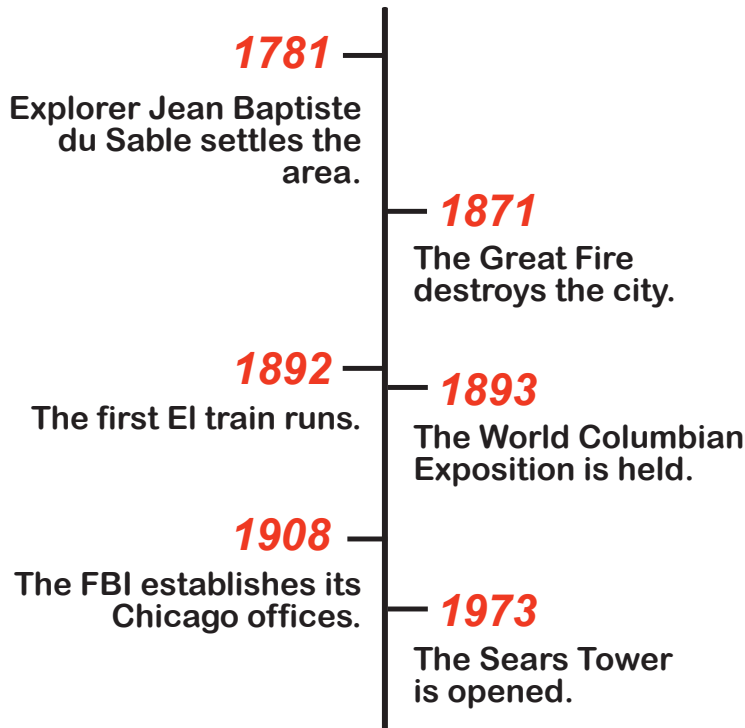 1781
Explorer Jean Baptiste
du Sable settles the
area.
1871
The Great Fire
destroys the city.
1892
The first El train runs.
1893
The World Columbian
Exposition is held.
1908
The FBI establishes its
Chicago offices.
1973
The Sears Tower
is opened.